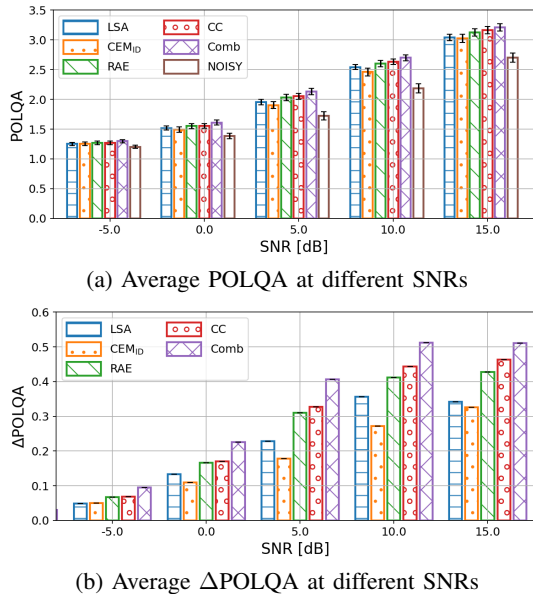 3.5
3.0
2.5
2.0
1.5
1.0
0.5
0.0
POLQA
LSA
CEM_ID
RAE
CC
Comb
NOISY
-5.0 0.0 5.0 10.0 15.0
SNR [dB]
(a) Average POLQA at different SNRs
0.6
0.5
0.4
0.3
0.2
0.1
0.0
ΔPOLQA
LSA
CEM_ID
RAE
CC
Comb
-5.0 0.0 5.0 10.0 15.0
SNR [dB]
(b) Average ΔPOLQA at different SNRs